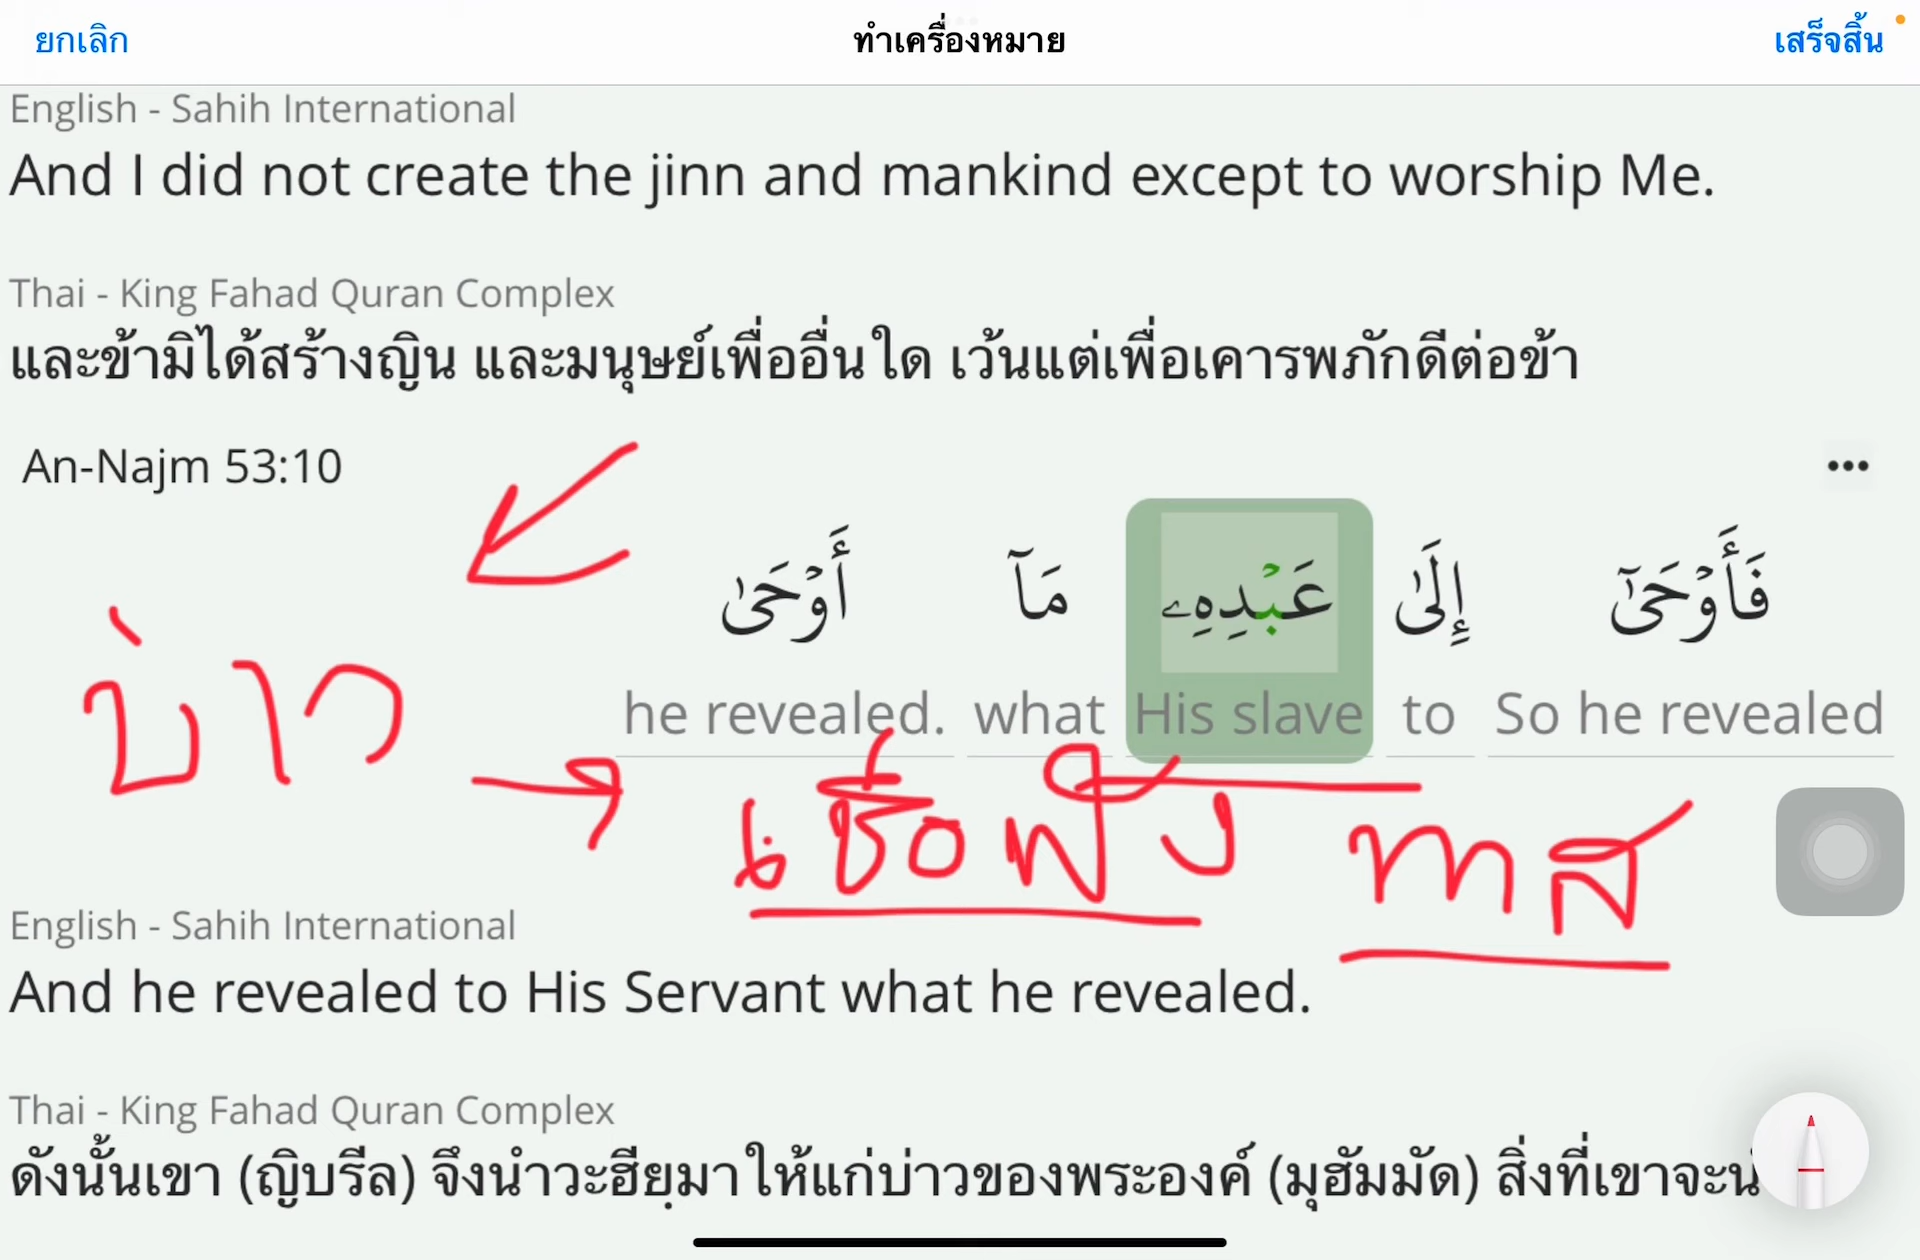 ยกเลิก ทำเครื่องหมาย เสร็จสิ้น
English - Sahih International
And I did not create the jinn and mankind except to worship Me.
Thai - King Fahad Quran Complex
และข้ามิได้สร้างญิน และมนุษย์เพื่ออื่นใด เว้นแต่เพื่อเคารพภักดีต่อข้า
An-Najm 53:10
فَأَوۡحَىٰٓ إِلَىٰ عَبۡدِهِۦ مَآ أَوۡحَىٰ
he revealed. what His slave to So he revealed
บ่าว
เชื่อฟัง ทาส
English - Sahih International
And he revealed to His Servant what he revealed.
Thai - King Fahad Quran Complex
ดังนั้นเขา (ญิบรีล) จึงนำวะฮียฺมาให้แก่บ่าวของพระองค์ (มุฮัมมัด) สิ่งที่เขาจะน